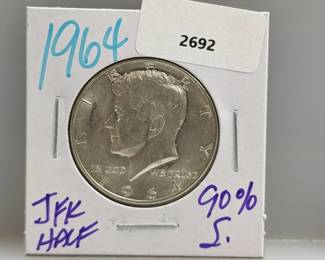 1964
2692
LIBERTY
IN GOD WE TRUST
1964
JFK
HALF
90%
S.